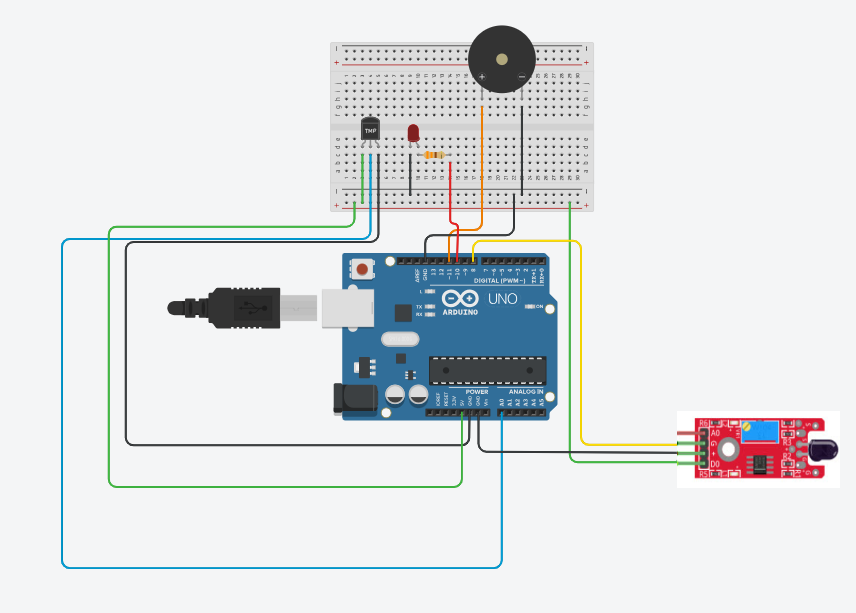 TMP
AREF
GND
13
12
~11
~10
~9
8
7
~6
~5
4
~3
2
TX→1
RX←0
DIGITAL (PWM~)
L
TX
RX
UNO
ARDUINO
ON
POWER
ANALOG IN
IOREF
RESET
3.3V
5V
GND
GND
Vin
A0
A1
A2
A3
A4
A5
R6
A0
G
+
D0
R5